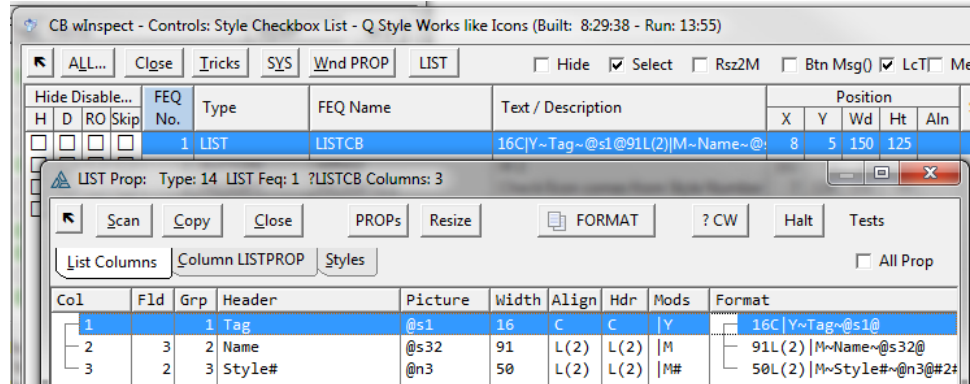 CB wInspect - Controls: Style Checkbox List - Q Style Works like Icons (Built: 8:29:38 - Run: 13:55)
ALL... Close Tricks SYS Wnd PROP LIST Hide Select Rsz2M Btn Msg() LcT Me
Hide Disable... FEQ Type FEQ Name Text / Description Position
H D RO Skip No. X Y Wd Ht Aln
1 LIST LISTCB 16C|Y~Tag~@s1@91L(2)|M~Name~@ 8 5 150 125
LIST Prop: Type: 14 LIST Feq: 1 ?LISTCB Columns: 3
Scan Copy Close PROPs Resize FORMAT ? CW Halt Tests
List Columns Column LISTPROP Styles All Prop
Col Fld Grp Header Picture Width Align Hdr Mods Format
1 1 Tag @s1 16 C C |Y 16C|Y~Tag~@s1@
2 3 2 Name @s32 91 L(2) L(2) |M 91L(2)|M~Name~@s32@
3 2 3 Style# @n3 50 L(2) L(2) |M# 50L(2)|M~Style#~@n3@#2#